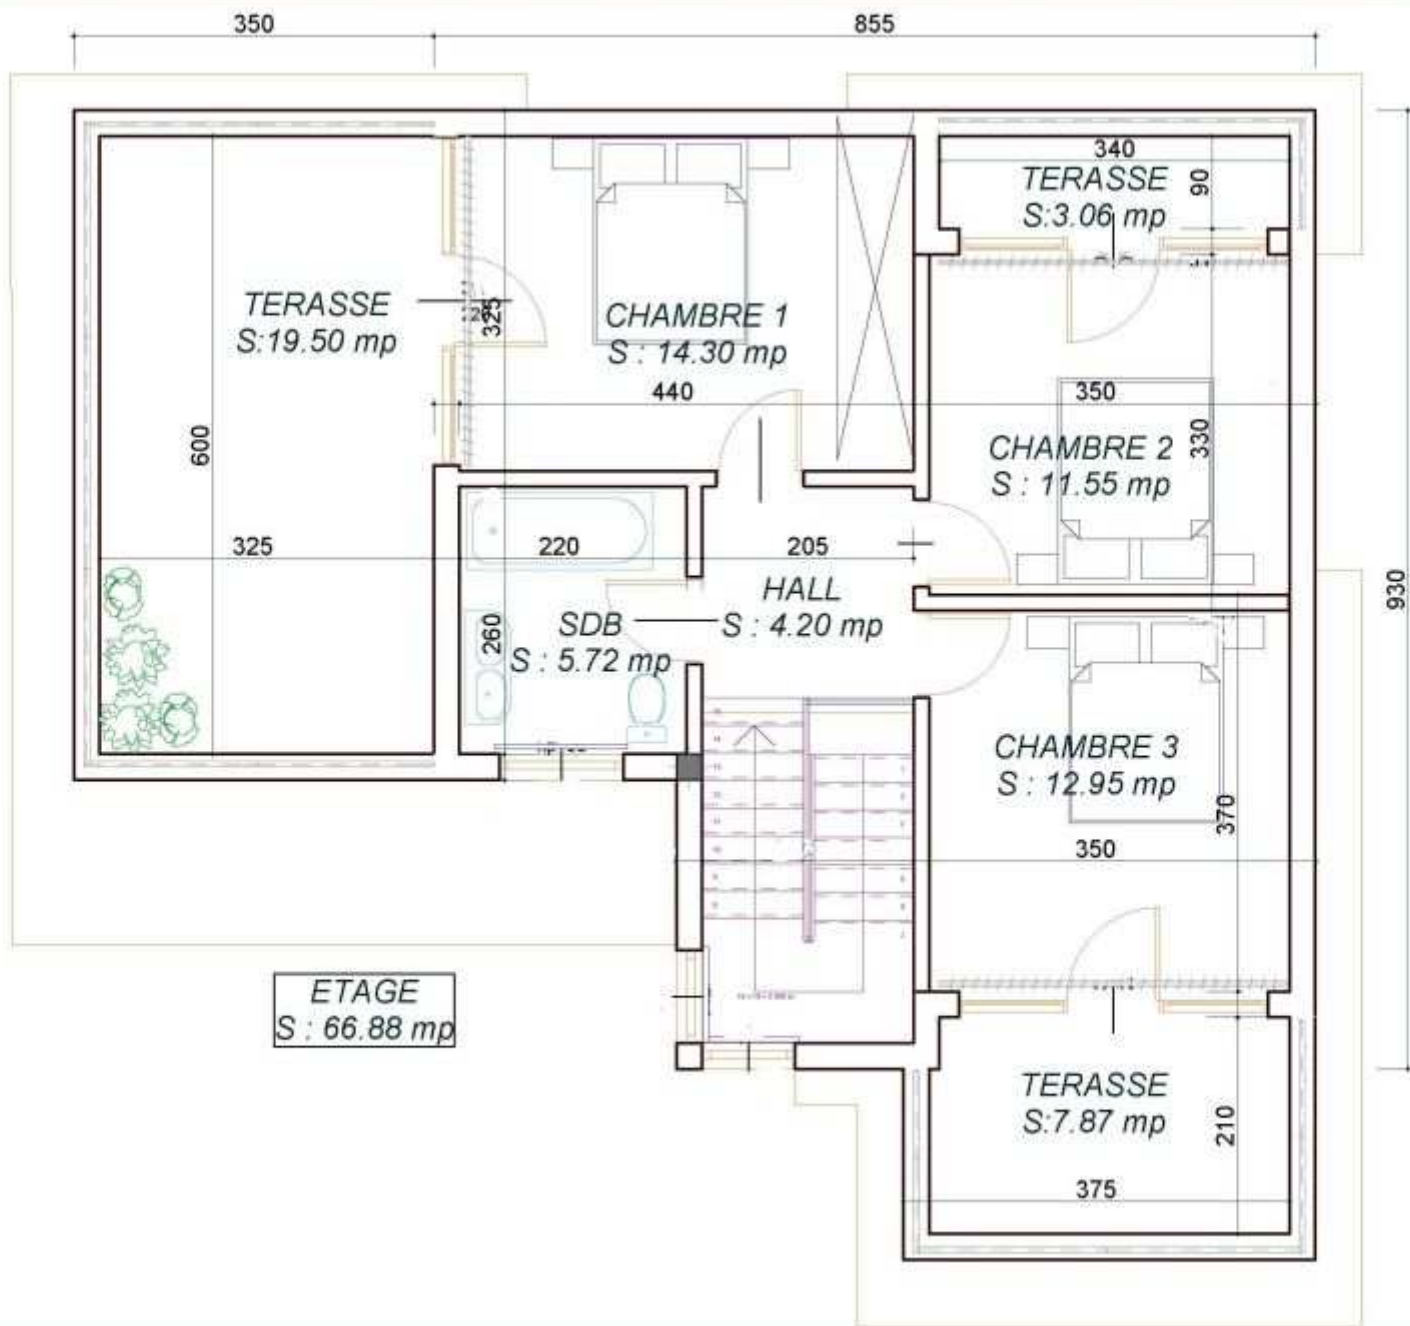 350
855
340
TERASSE
S:3.06 mp
90
TERASSE
S:19.50 mp
325
CHAMBRE 1
S : 14.30 mp
440
350
600
CHAMBRE 2
S : 11.55 mp
330
325
220
205
HALL
S : 4.20 mp
930
260
SDB
S : 5.72 mp
CHAMBRE 3
S : 12.95 mp
370
350
ETAGE
S : 66.88 mp
TERASSE
S:7.87 mp
210
375